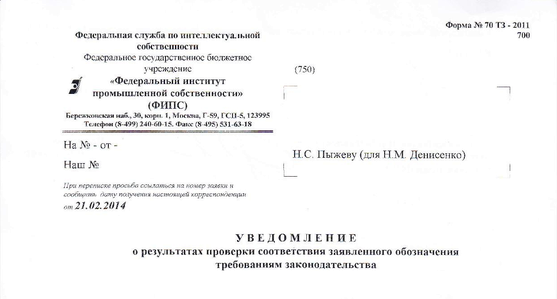 Форма № 70 ТЗ - 2011
700
Федеральная служба по интеллектуальной
собственности
Федеральное государственное бюджетное
учреждение
«Федеральный институт
промышленной собственности»
(ФИПС)
Бережковская наб., 30, корп. 1, Москва, Г-59, ГСП-5, 123995
Телефон (8-499) 240-60-15. Факс (8-495) 531-63-18
(750)
На № - от -
Наш №
Н.С. Пыжеву (для Н.М. Денисенко)
При переписке просьба ссылаться на номер заявки и
сообщить дату получения настоящей корреспонденции
от 21.02.2014
УВЕДОМЛЕНИЕ
о результатах проверки соответствия заявленного обозначения
требованиям законодательства